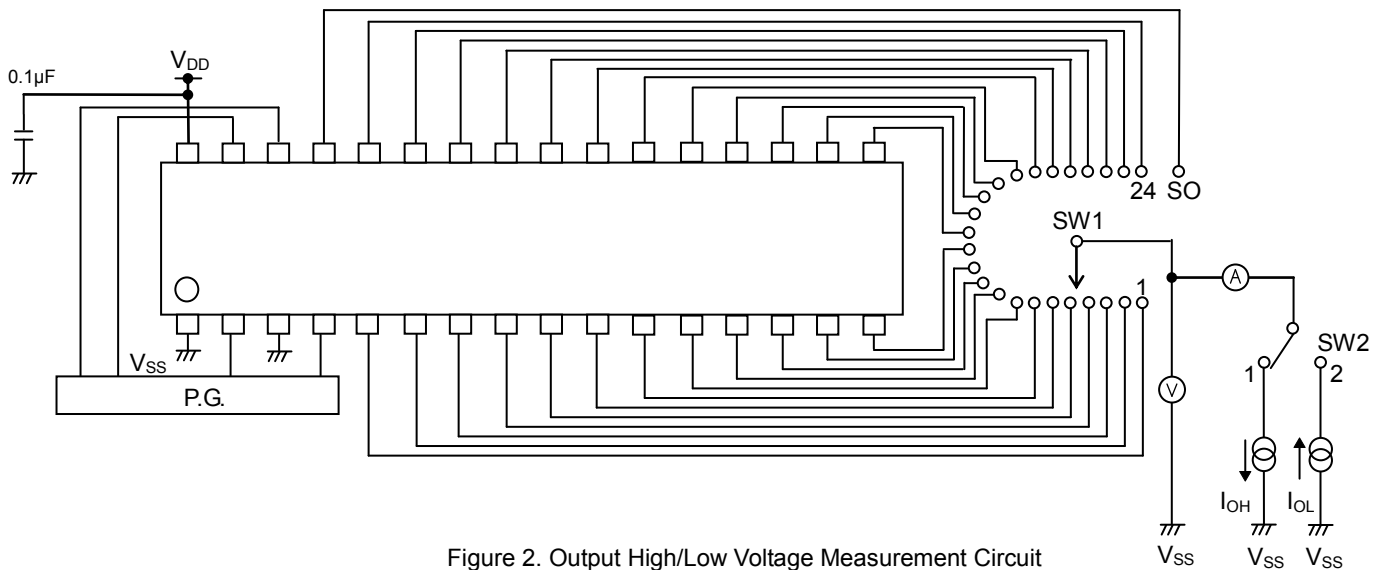 0.1µF
V_DD
24 SO
SW1
1
A
V_SS
SW2
1
2
P.G.
V
I_OH
I_OL
V_SS
V_SS
V_SS
Figure 2. Output High/Low Voltage Measurement Circuit